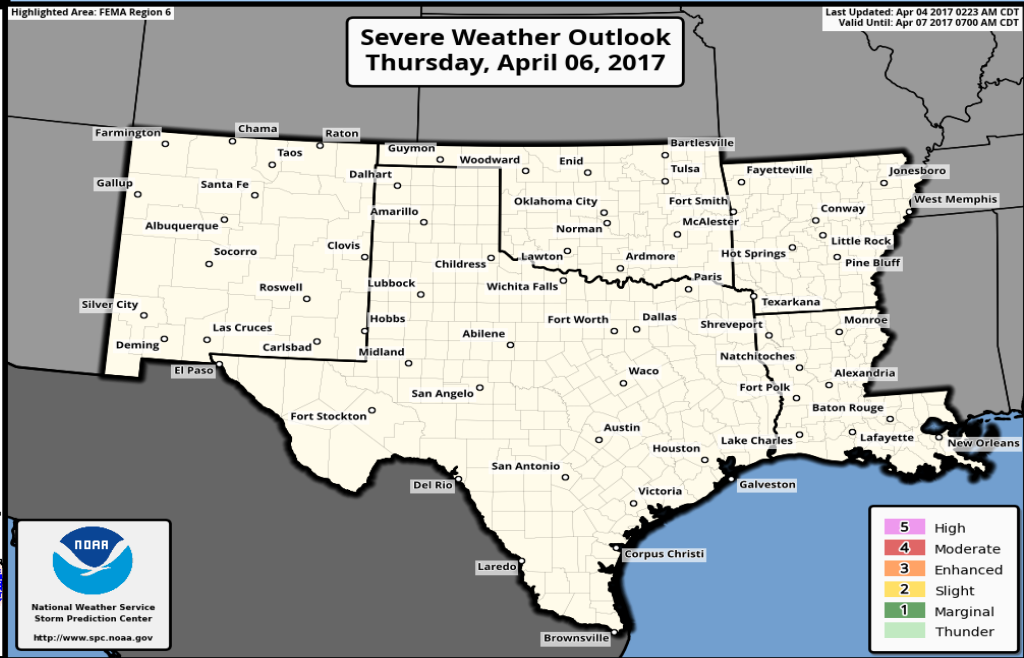 Highlighted Area: FEMA Region 6
Last Updated: Apr 04 2017 0223 AM CDT
Valid Until: Apr 07 2017 0700 AM CDT
Severe Weather Outlook
Thursday, April 06, 2017
Farmington
Chama
Raton
Guymon
Bartlesville
Taos
Woodward
Enid
Tulsa
Fayetteville
Jonesboro
Gallup
Santa Fe
Dalhart
Oklahoma City
Fort Smith
West Memphis
Albuquerque
Amarillo
Norman
McAlester
Conway
Socorro
Clovis
Childress
Lawton
Ardmore
Hot Springs
Little Rock
Pine Bluff
Roswell
Lubbock
Wichita Falls
Paris
Texarkana
Silver City
Las Cruces
Hobbs
Abilene
Fort Worth
Dallas
Shreveport
Monroe
Deming
Carlsbad
Midland
Natchitoches
El Paso
San Angelo
Waco
Fort Polk
Alexandria
Fort Stockton
Austin
Baton Rouge
Houston
Lake Charles
Lafayette
New Orleans
Del Rio
San Antonio
Victoria
Galveston
Laredo
Corpus Christi
Brownsville
NOAA
National Weather Service
Storm Prediction Center
http://www.spc.noaa.gov
5 High
4 Moderate
3 Enhanced
2 Slight
1 Marginal
Thunder